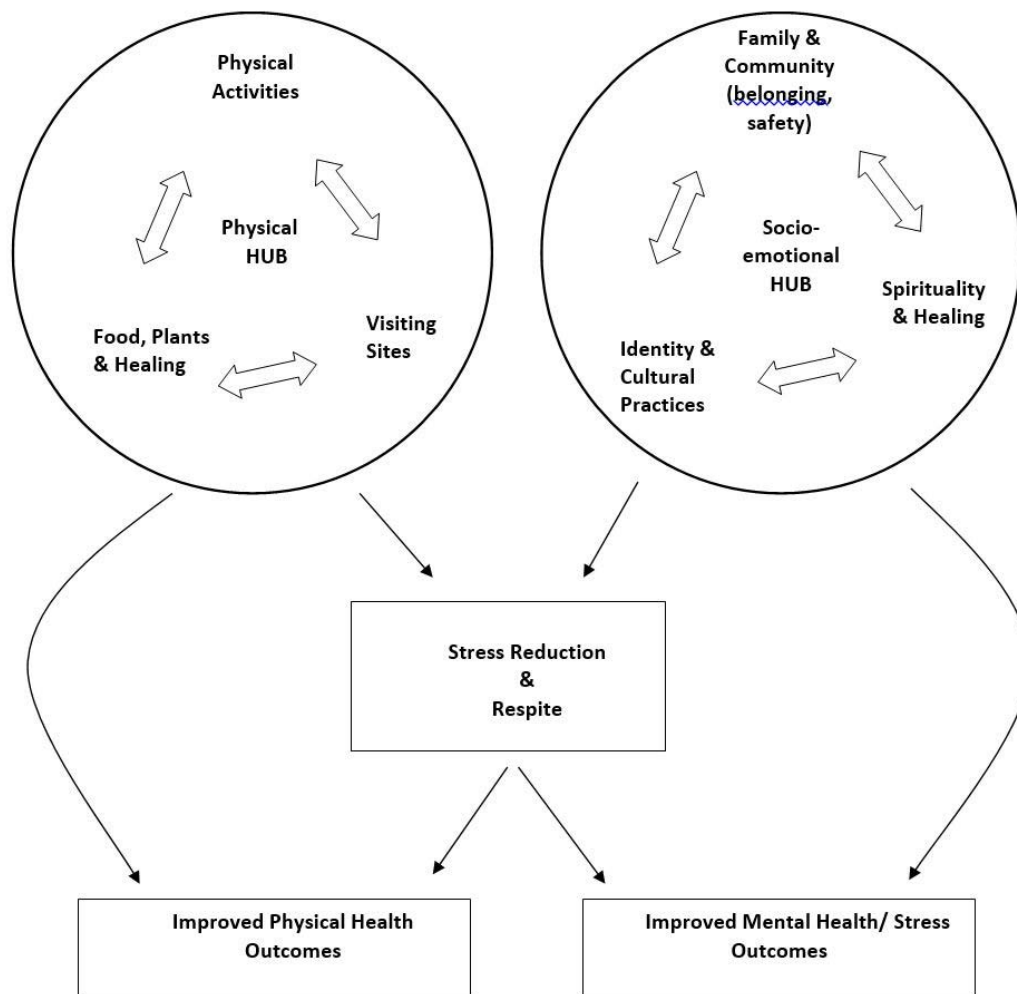 Physical
Activities
Physical
HUB
Food, Plants
& Healing
Visiting
Sites
Family &
Community
(belonging,
safety)
Socio-
emotional
HUB
Spirituality
& Healing
Identity &
Cultural
Practices
Stress Reduction
&
Respite
Improved Physical Health
Outcomes
Improved Mental Health/ Stress
Outcomes